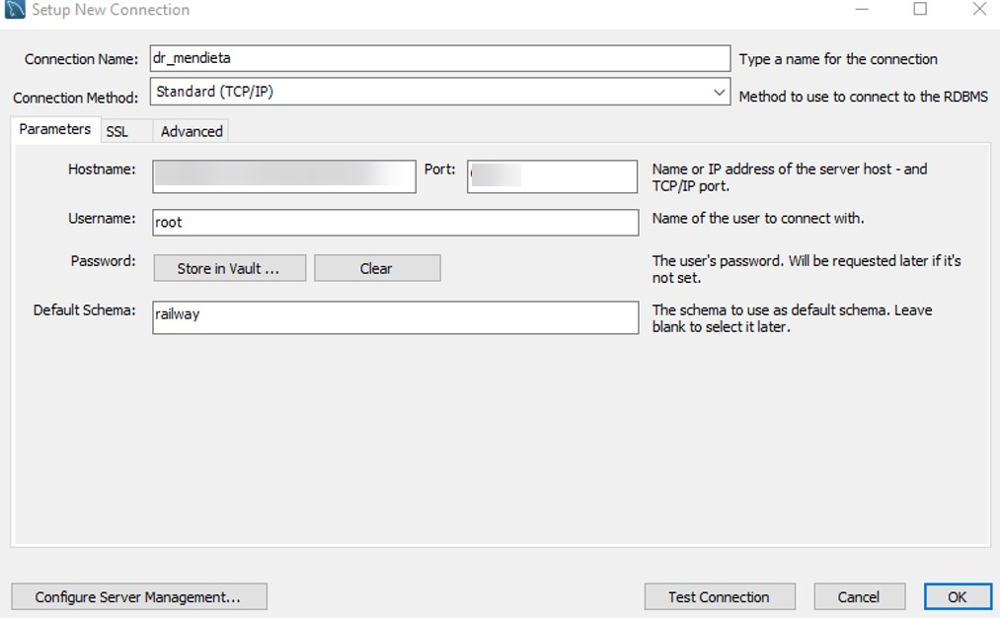 Setup New Connection
Connection Name: dr_mendieta Type a name for the connection
Connection Method: Standard (TCP/IP) Method to use to connect to the RDBMS
Parameters SSL Advanced
Hostname: Port: Name or IP address of the server host - and
TCP/IP port.
Username: root Name of the user to connect with.
Password: Store in Vault ... Clear The user's password. Will be requested later if it's
not set.
Default Schema: railway The schema to use as default schema. Leave
blank to select it later.
Configure Server Management... Test Connection Cancel OK